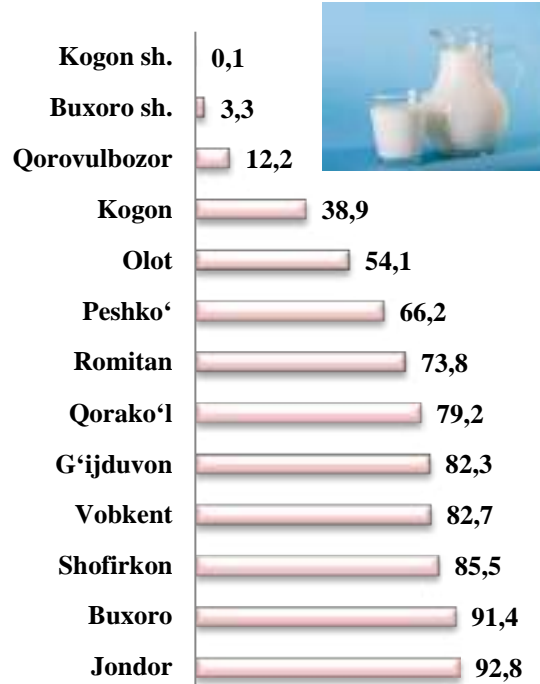 Kogon sh. 0,1
Buxoro sh. 3,3
Qorovulbozor 12,2
Kogon 38,9
Olot 54,1
Peshko‘ 66,2
Romitan 73,8
Qorako‘l 79,2
G‘ijduvon 82,3
Vobkent 82,7
Shofirkon 85,5
Buxoro 91,4
Jondor 92,8